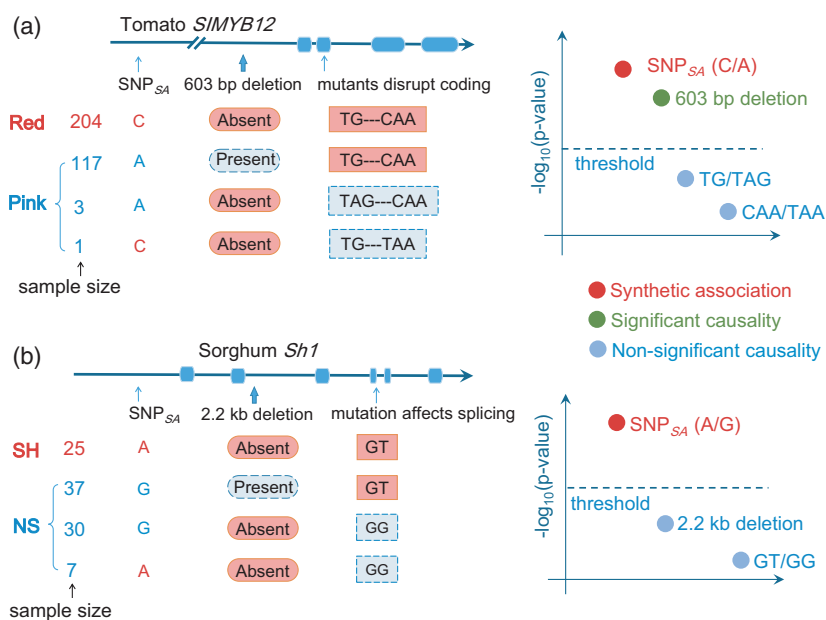 (a)
Tomato SlMYB12
SNPSA
603 bp deletion
mutants disrupt coding
Red 204 C Absent TG---CAA
117 A Present TG---CAA
Pink
3 A Absent TAG---CAA
1 C Absent TG---TAA
sample size
-log10(p-value)
SNPSA (C/A)
603 bp deletion
threshold
TG/TAG
CAA/TAA
Synthetic association
Significant causality
Non-significant causality
(b)
Sorghum Sh1
SNPSA
2.2 kb deletion
mutation affects splicing
SH 25 A Absent GT
37 G Present GT
NS
30 G Absent GG
7 A Absent GG
sample size
-log10(p-value)
SNPSA (A/G)
threshold
2.2 kb deletion
GT/GG